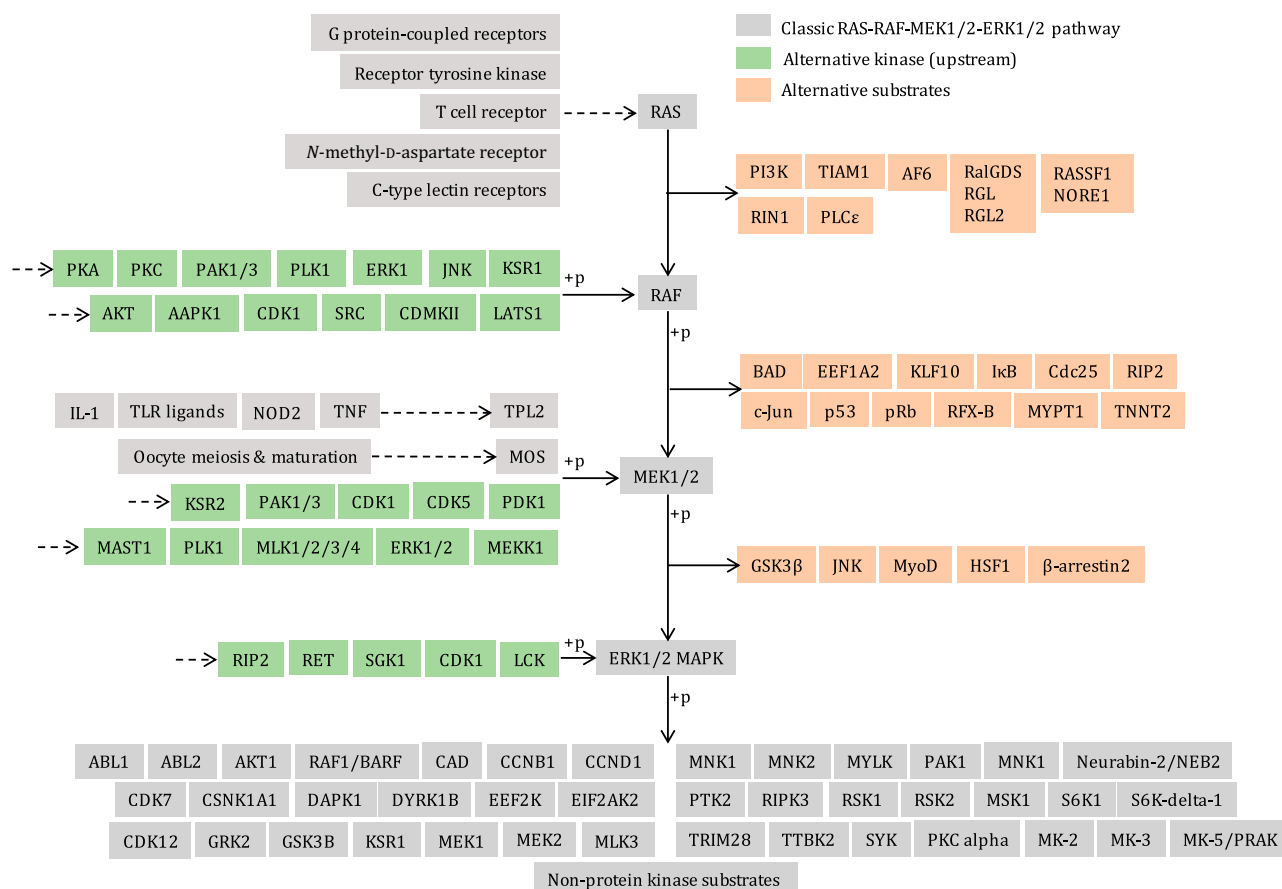 G protein-coupled receptors
Receptor tyrosine kinase
T cell receptor
N-methyl-D-aspartate receptor
C-type lectin receptors
Classic RAS-RAF-MEK1/2-ERK1/2 pathway
Alternative kinase (upstream)
Alternative substrates
RAS
PI3K TIAM1 AF6 RalGDS RASSF1
RGL NORE1
RIN1 PLCε RGL2
PKA PKC PAK1/3 PLK1 ERK1 JNK KSR1 +p
AKT AAPK1 CDK1 SRC CDMKII LATS1
RAF
+p
BAD EEF1A2 KLF10 IκB Cdc25 RIP2
c-Jun p53 pRb RFX-B MYPT1 TNNT2
IL-1 TLR ligands NOD2 TNF TPL2
Oocyte meiosis & maturation MOS +p
KSR2 PAK1/3 CDK1 CDK5 PDK1
MAST1 PLK1 MLK1/2/3/4 ERK1/2 MEKK1
MEK1/2
+p
GSK3β JNK MyoD HSF1 β-arrestin2
RIP2 RET SGK1 CDK1 LCK +p
ERK1/2 MAPK
+p
ABL1 ABL2 AKT1 RAF1/BARF CAD CCNB1 CCND1
CDK7 CSNK1A1 DAPK1 DYRK1B EEF2K EIF2AK2
CDK12 GRK2 GSK3B KSR1 MEK1 MEK2 MLK3
MNK1 MNK2 MYLK PAK1 MNK1 Neurabin-2/NEB2
PTK2 RIPK3 RSK1 RSK2 MSK1 S6K1 S6K-delta-1
TRIM28 TTBK2 SYK PKC alpha MK-2 MK-3 MK-5/PRAK
Non-protein kinase substrates